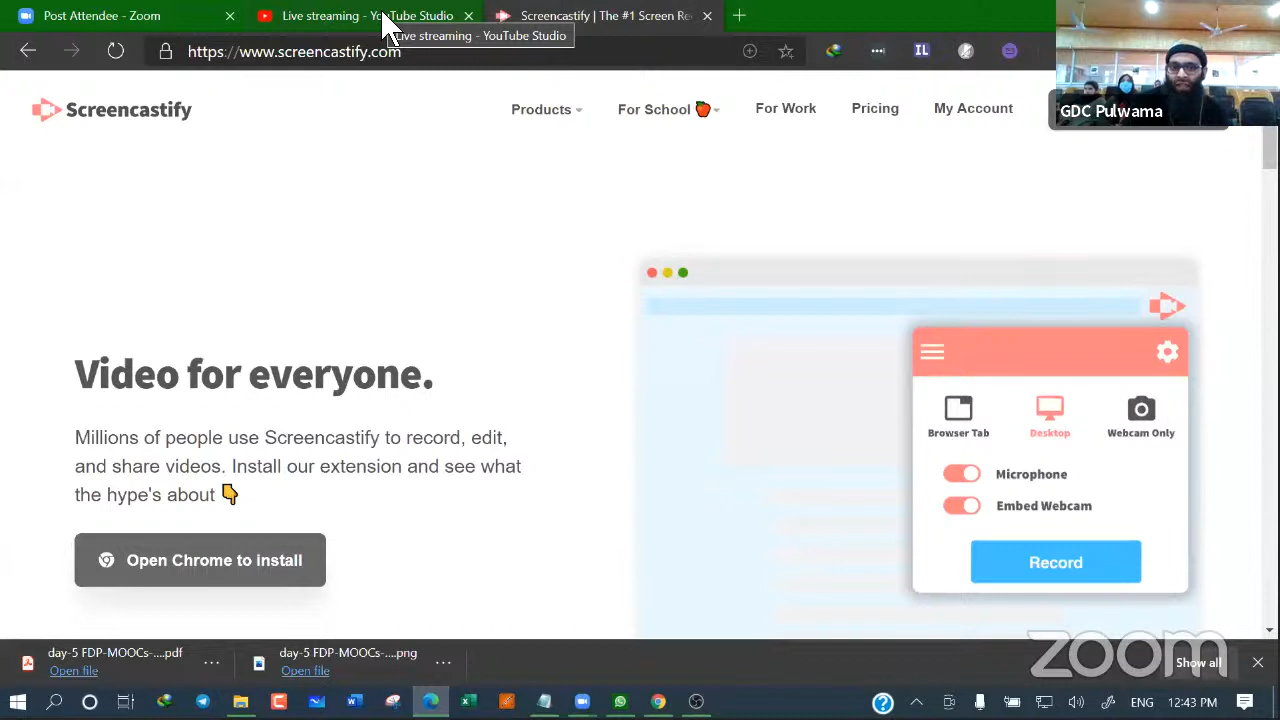 Post Attendee - Zoom
Live streaming - YouTube Studio
Screencastify | The #1 Screen Re
Live streaming - YouTube Studio
https://www.screencastify.com
IL
GDC Pulwama
Screencastify
Products
For School
For Work
Pricing
My Account
Video for everyone.
Millions of people use Screencastify to record, edit,
and share videos. Install our extension and see what
the hype's about
Open Chrome to install
Browser Tab
Desktop
Webcam Only
Microphone
Embed Webcam
Record
zoom
day-5 FDP-MOOCs-....pdf
Open file
day-5 FDP-MOOCs-....png
Open file
Show all
ENG
12:43 PM